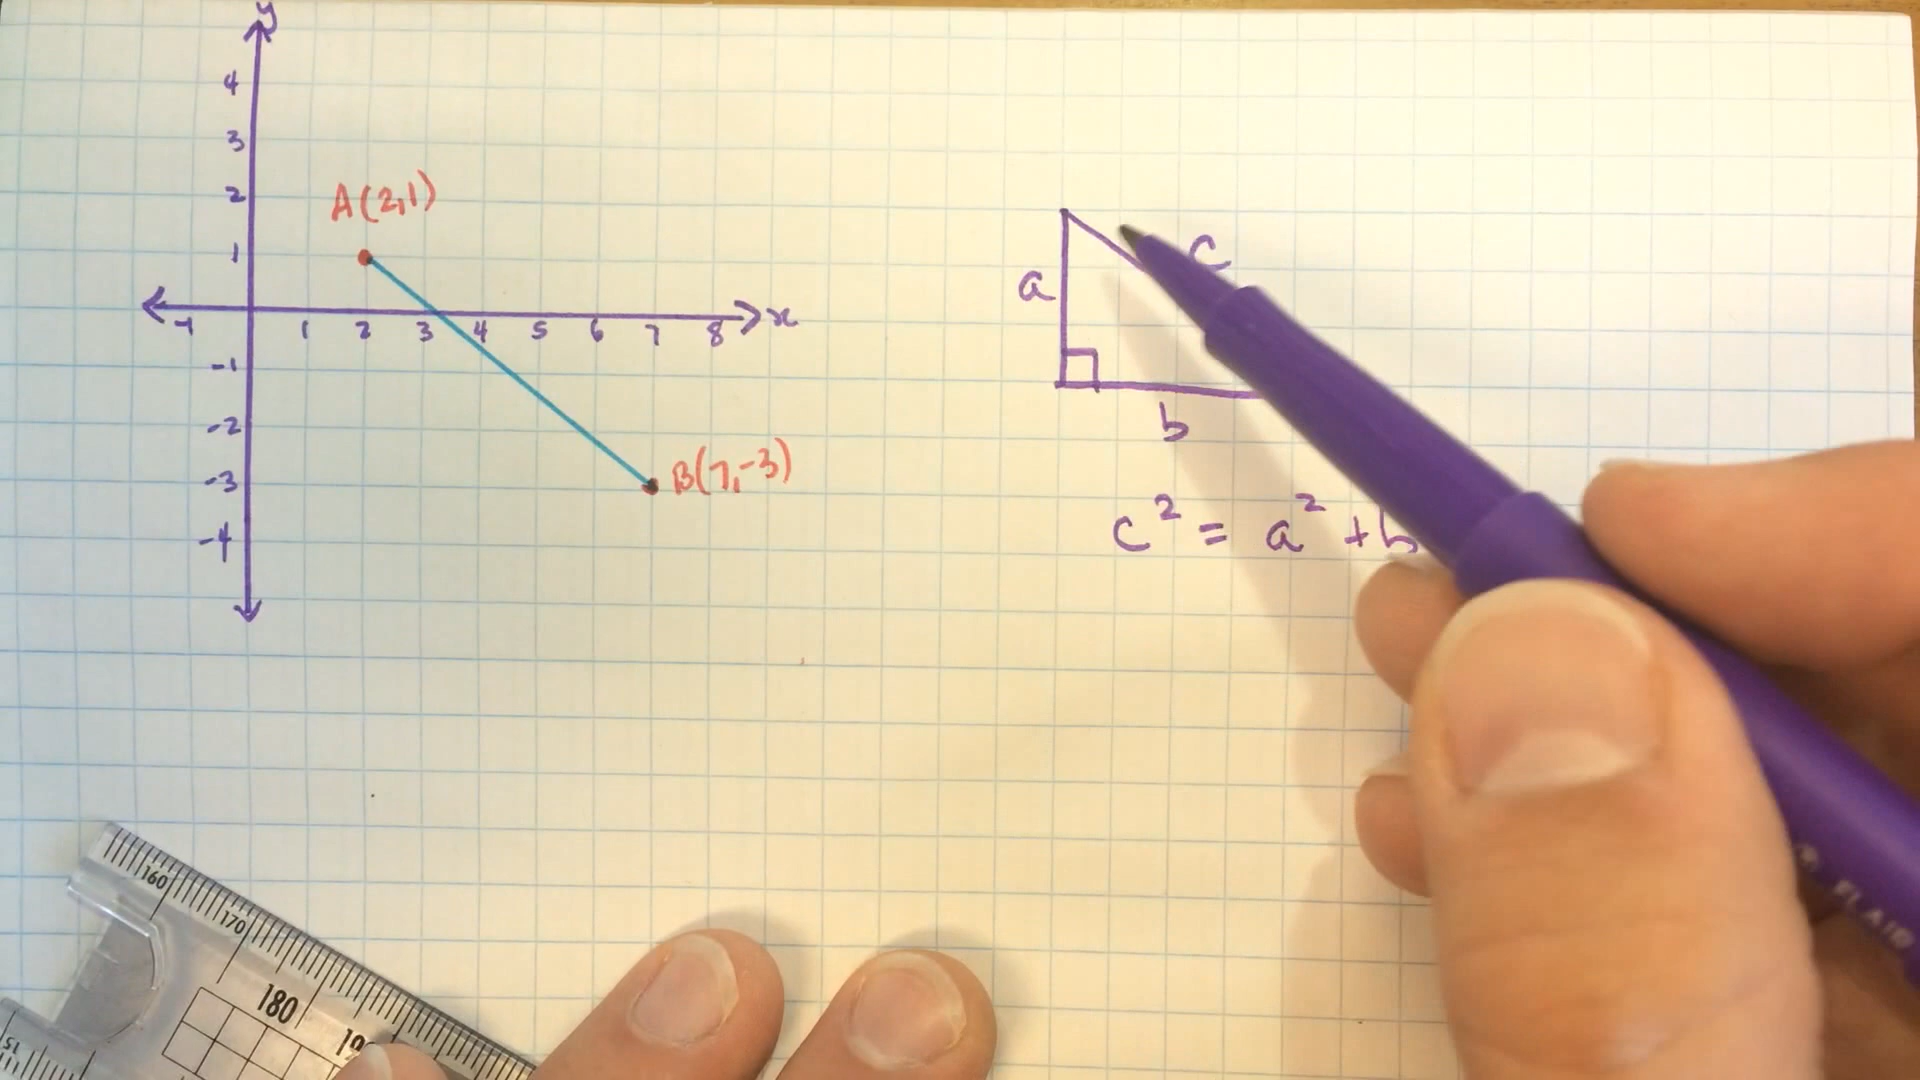 y
4
3
2
1
-1
-2
-3
-4
-1 1 2 3 4 5 6 7 8 x
A(2,1)
B(7,-3)
a
c
b
c² = a² + b
160
170
180
FLAIR